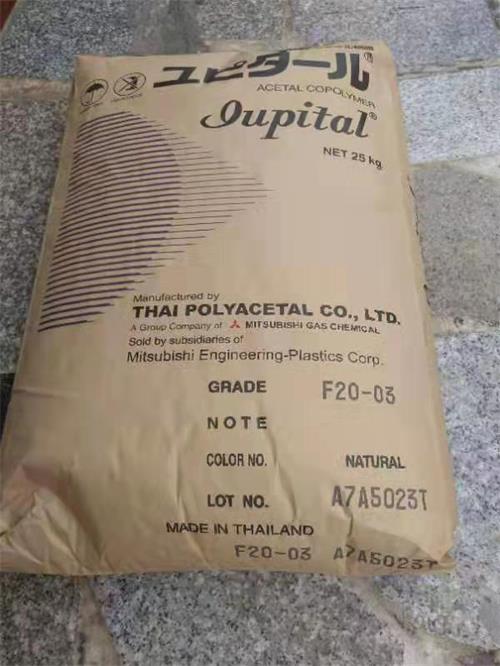 ユピタール
ACETAL COPOLYMER
Iupital®
NET 25 kg
Manufactured by
THAI POLYACETAL CO., LTD.
A Group Company of MITSUBISHI GAS CHEMICAL
Sold by subsidiaries of
Mitsubishi Engineering-Plastics Corp.
GRADE F20-03
NOTE
COLOR NO. NATURAL
LOT NO. A7A5023T
MADE IN THAILAND
F20-03 A7A5023T